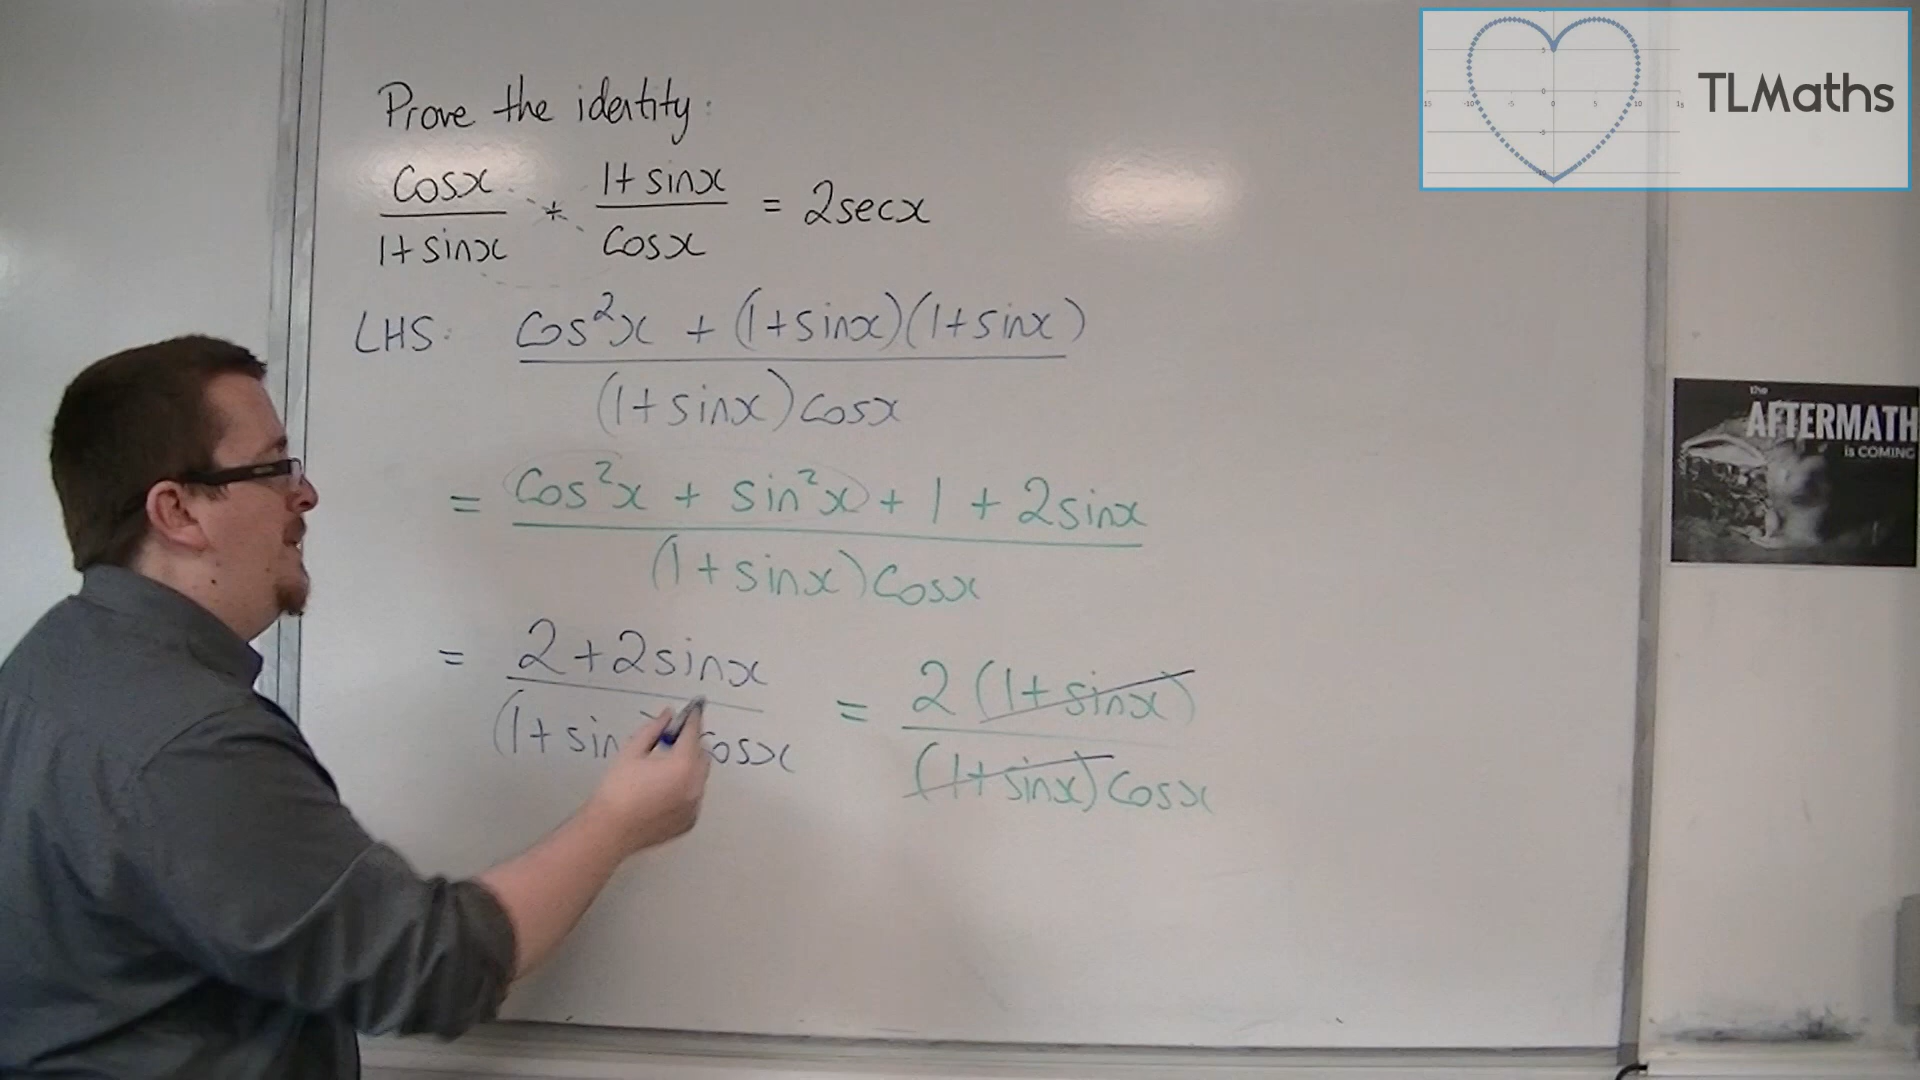 Prove the identity:
cosx/1+sinx + 1+sinx/cosx = 2secx
LHS: cos²x + (1+sinx)(1+sinx)/(1+sinx)cosx
= cos²x + sin²x + 1 + 2sinx/(1+sinx)cosx
= 2+2sinx/(1+sin cosx = 2(1+sinx)/(1+sinx)cosx
TLMaths
the
AFTERMATH
is COMING